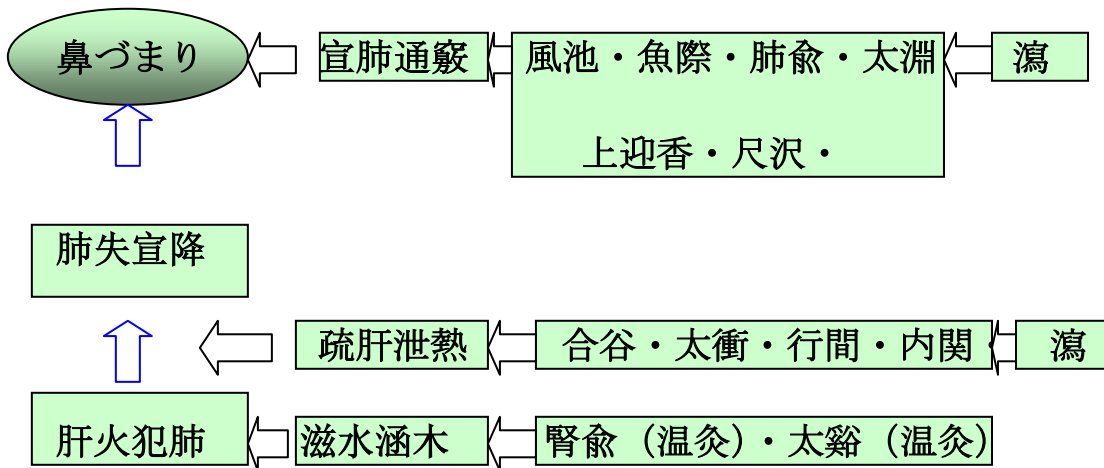 鼻づまり 宣肺通竅 風池・魚際・肺兪・太淵 瀉
上迎香・尺沢・
肺失宣降
疏肝泄熱 合谷・太衝・行間・内関・ 瀉
肝火犯肺 滋水涵木 腎兪（温灸）・太谿（温灸）